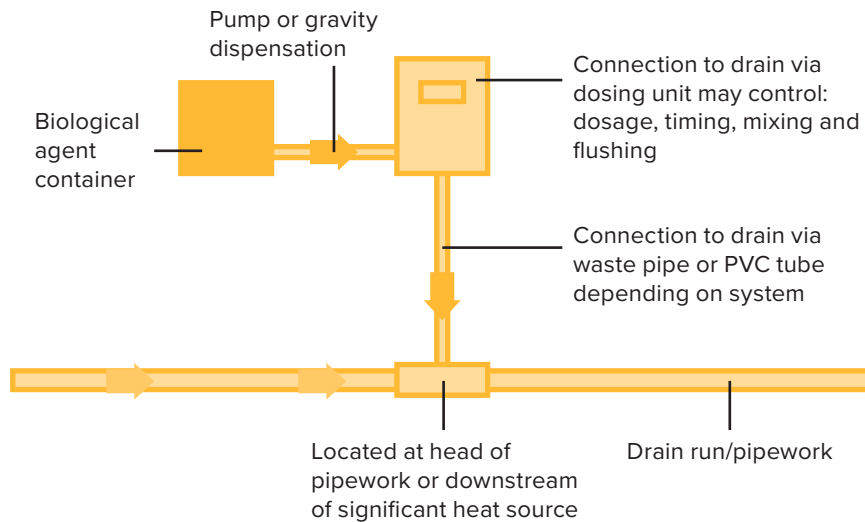 Pump or gravity
dispensation
Biological
agent
container
Connection to drain via
dosing unit may control:
dosage, timing, mixing and
flushing
Connection to drain via
waste pipe or PVC tube
depending on system
Located at head of
pipework or downstream
of significant heat source
Drain run/pipework